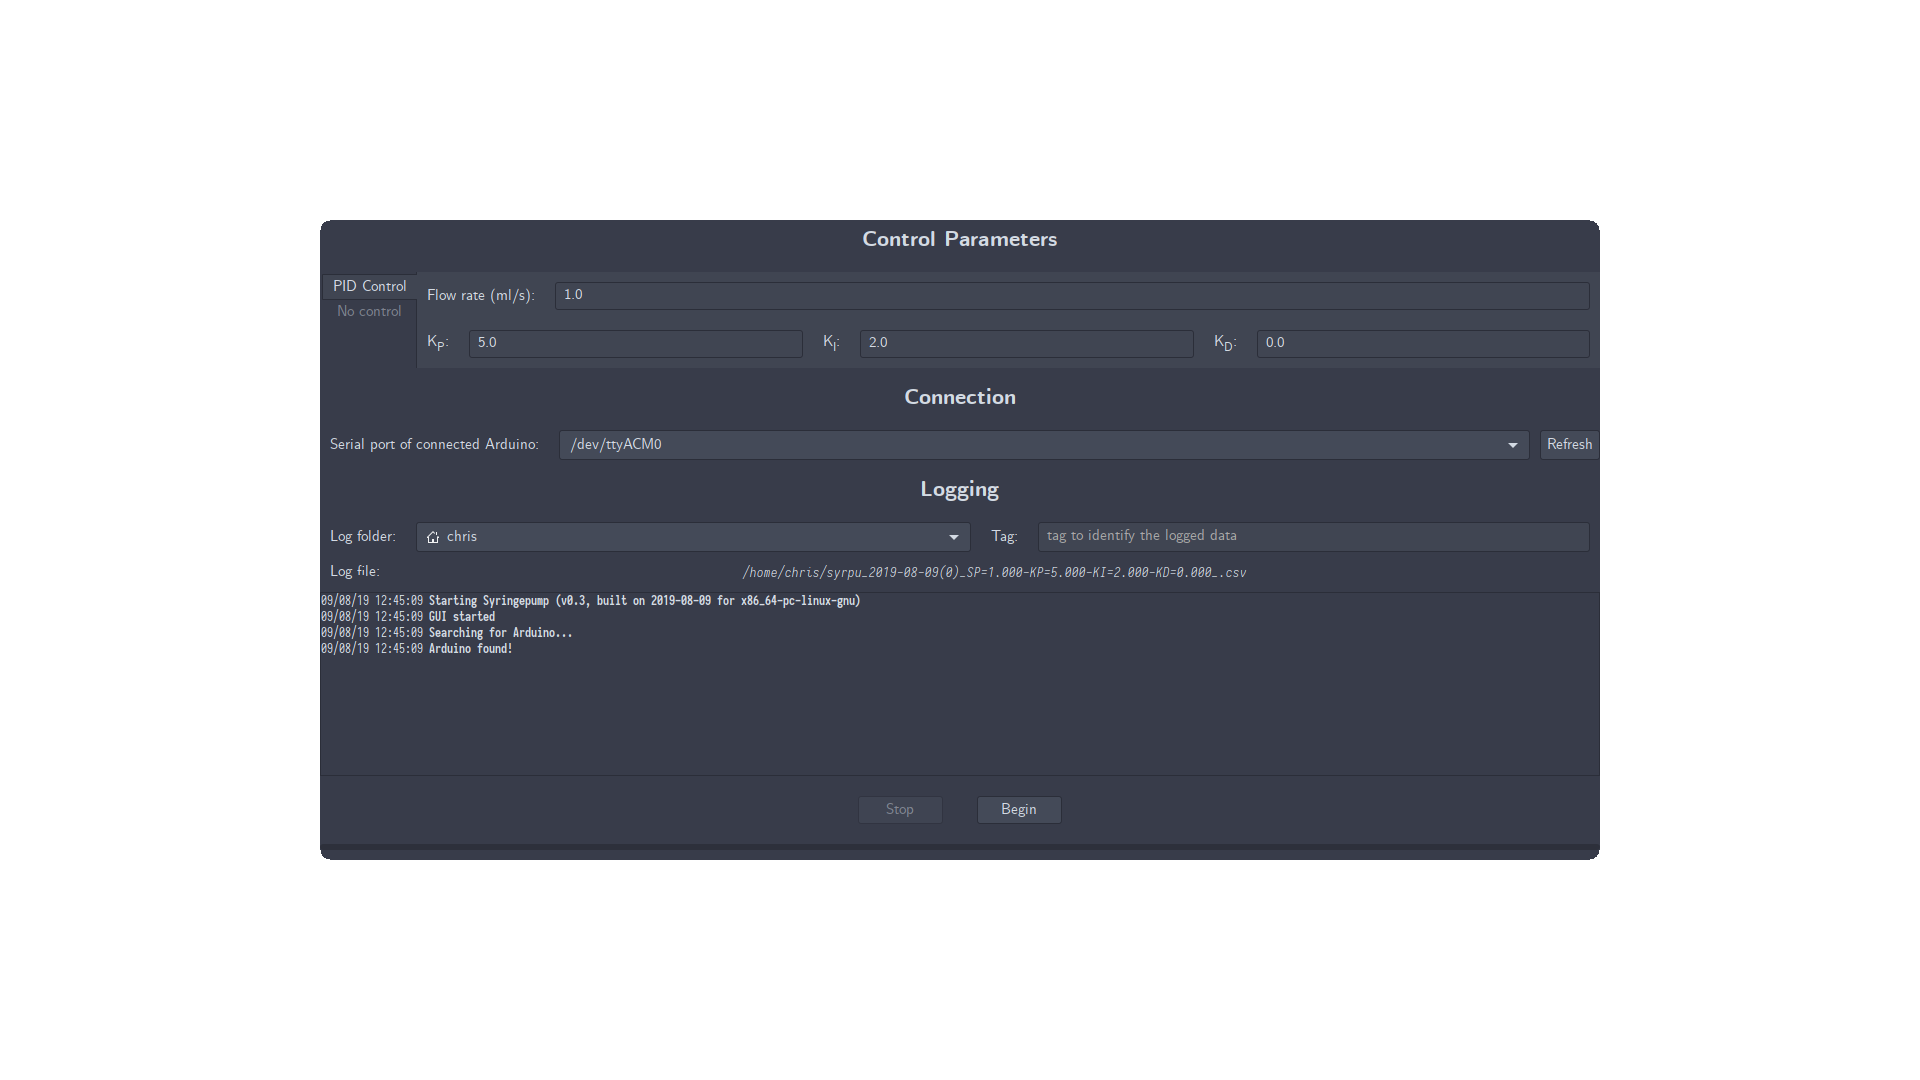 Control Parameters
PID Control
No control
Flow rate (ml/s): 1.0
KP: 5.0 KI: 2.0 KD: 0.0
Connection
Serial port of connected Arduino: /dev/ttyACM0 Refresh
Logging
Log folder: chris Tag: tag to identify the logged data
Log file: /home/chris/syrpu_2019-08-09(0)_SP=1.000-KP=5.000-KI=2.000-KD=0.000_.csv
09/08/19 12:45:09 Starting Syringepump (v0.3, built on 2019-08-09 for x86_64-pc-linux-gnu)
09/08/19 12:45:09 GUI started
09/08/19 12:45:09 Searching for Arduino...
09/08/19 12:45:09 Arduino found!
Stop Begin